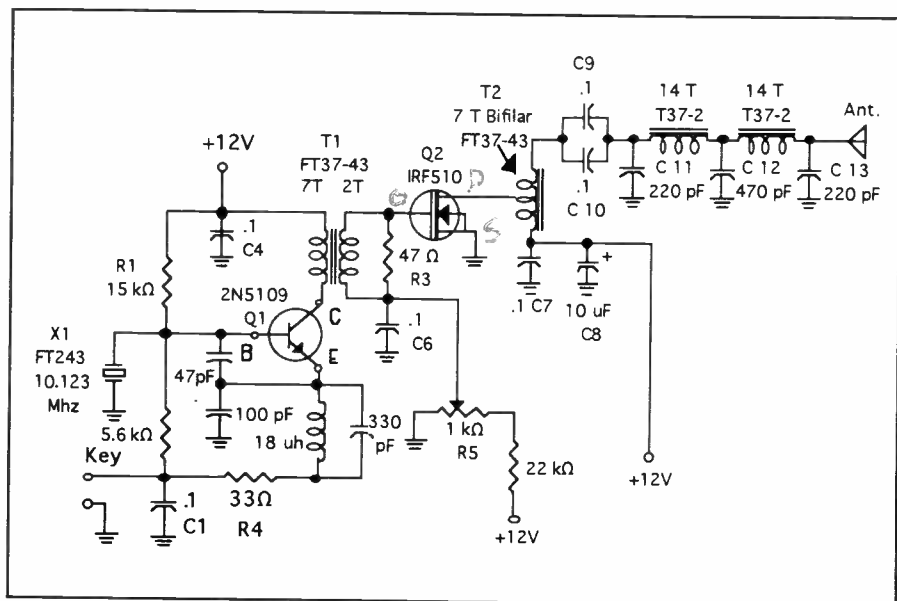 C9
.1
T2
7 T Bifilar
FT37-43
14 T
T37-2
14 T
T37-2
Ant.
+12V
T1
FT37-43
7T 2T
Q2
IRF510
G
D
S
.1
C 10
C 11
220 pF
C 12
470 pF
C 13
220 pF
.1
C4
R1
15 kΩ
47 Ω
R3
2N5109
Q1
C
B
E
.1
C6
.1 C7
+
10 uF
C8
X1
FT243
10.123
Mhz
47pF
100 pF
18 uh
330
pF
1 kΩ
R5
22 kΩ
5.6 kΩ
Key
.1
C1
33Ω
R4
+12V
+12V